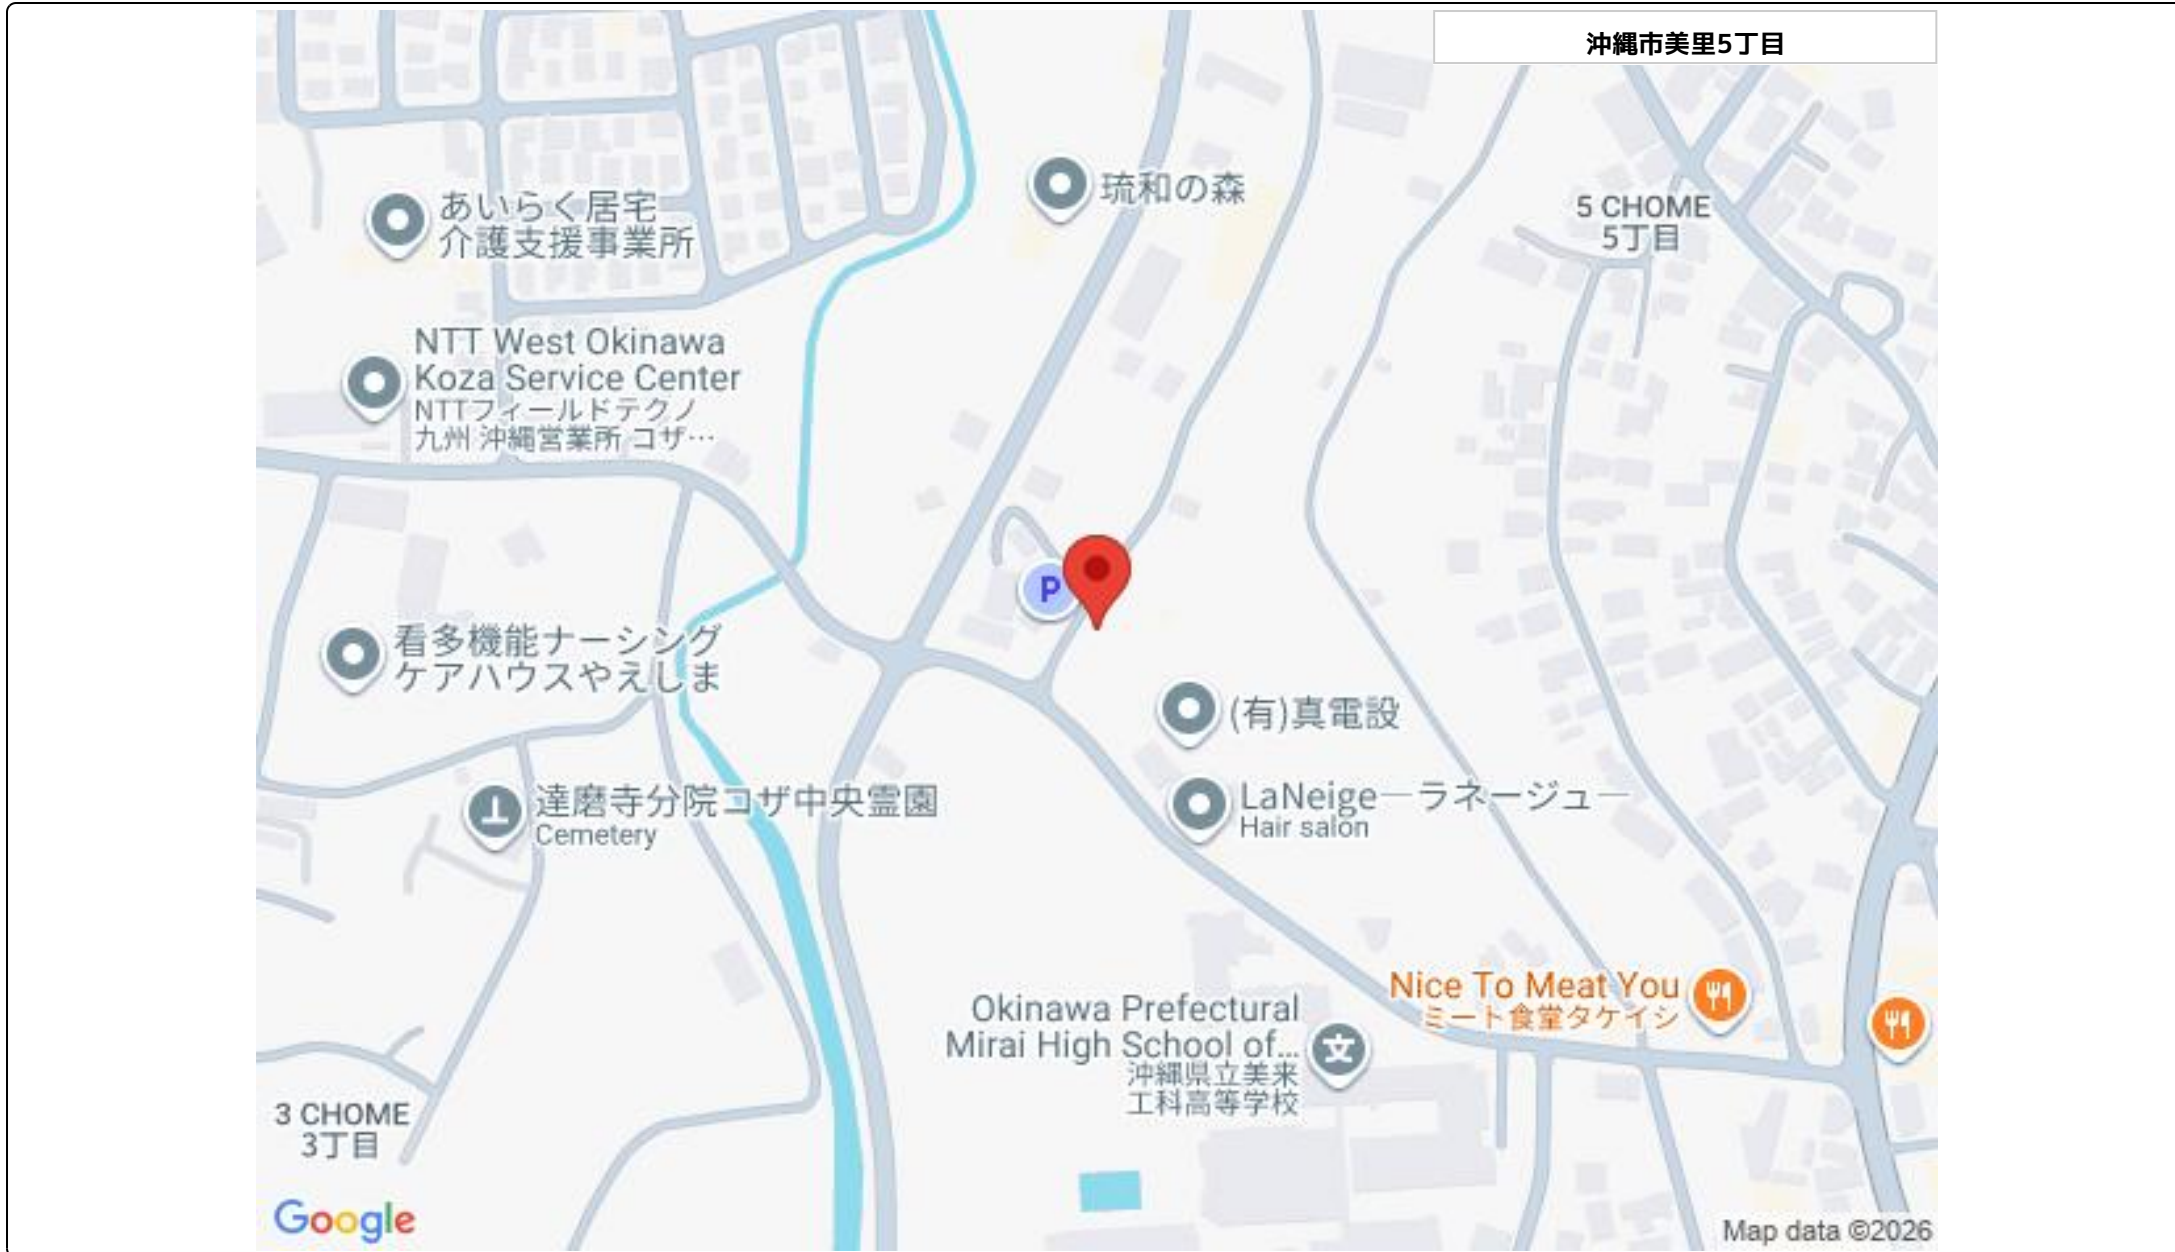 沖縄市美里5丁目
琉和の森
あいらく居宅
介護支援事業所
5 CHOME
5丁目
NTT West Okinawa
Koza Service Center
NTTフィールドテクノ
九州 沖縄営業所 コザ…
P
看多機能ナーシング
ケアハウスやえしま
(有)真電設
達磨寺分院コザ中央霊園
Cemetery
LaNeige―ラネージュ―
Hair salon
Nice To Meat You
ミート食堂タケイシ
Okinawa Prefectural
Mirai High School of...
沖縄県立美来
工科高等学校
文
3 CHOME
3丁目
Google
Map data ©2026